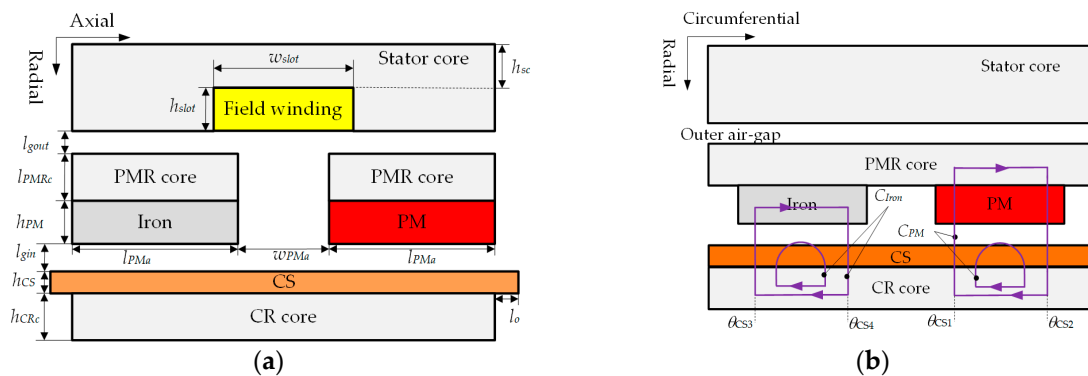 Axial
Radial
Stator core
w_slot
h_sc
h_slot
Field winding
l_gout
l_PMRc
PMR core
PMR core
h_PM
Iron
PM
l_gin
l_PMa
w_PMa
l_PMa
h_CS
CS
h_CRc
CR core
l_o
(a)
Circumferential
Radial
Stator core
Outer air-gap
PMR core
Iron
C_Iron
PM
C_PM
CS
CR core
θ_CS3
θ_CS4
θ_CS1
θ_CS2
(b)